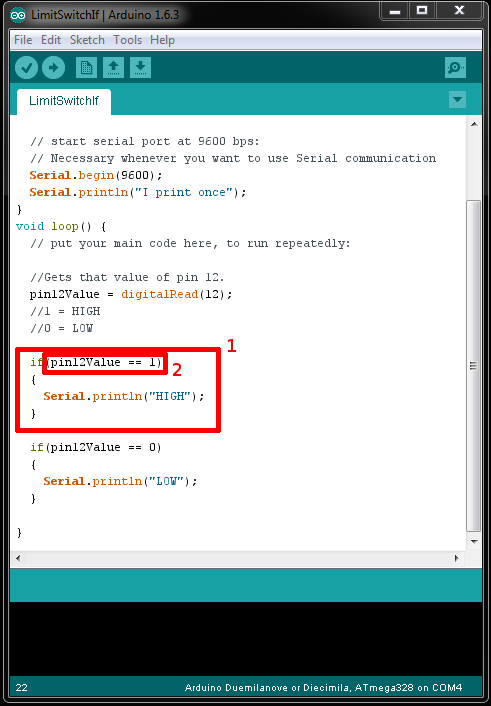 LimitSwitchIf | Arduino 1.6.3
File Edit Sketch Tools Help
LimitSwitchIf
// start serial port at 9600 bps:
// Necessary whenever you want to use Serial communication
Serial.begin(9600);
Serial.println("I print once");
}
void loop() {
// put your main code here, to run repeatedly:
//Gets that value of pin 12.
pin12Value = digitalRead(12);
//1 = HIGH
//0 = LOW
1
if(pin12Value == 1)
2
{
Serial.println("HIGH");
}
if(pin12Value == 0)
{
Serial.println("LOW");
}
}
22
Arduino Duemilanove or Diecimila, ATmega328 on COM4